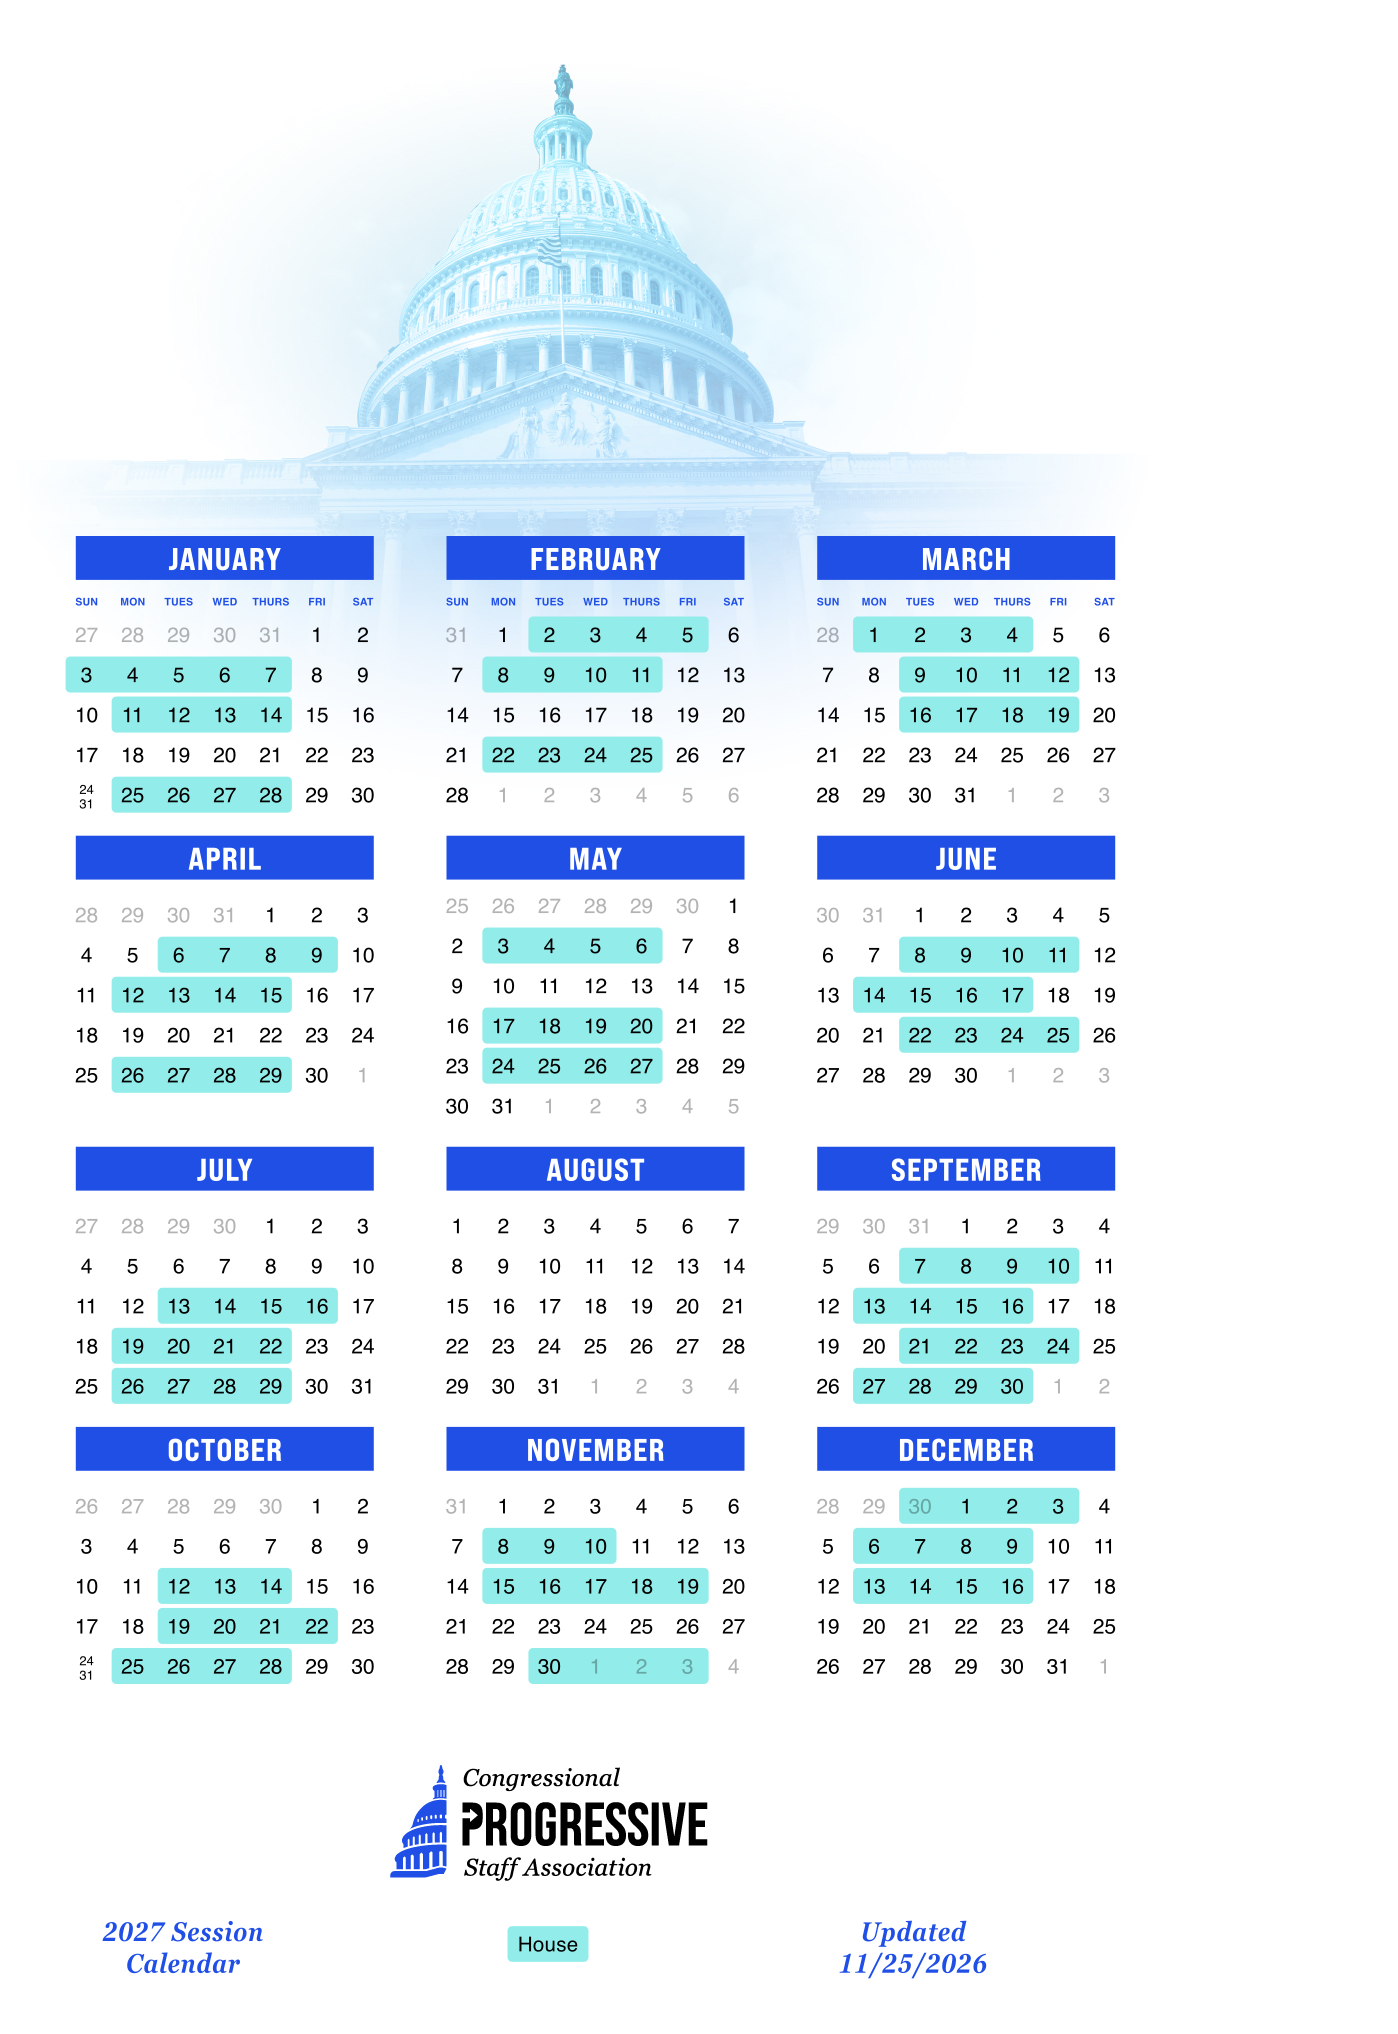 JANUARY
SUN MON TUES WED THURS FRI SAT
27 28 29 30 31 1 2
3 4 5 6 7 8 9
10 11 12 13 14 15 16
17 18 19 20 21 22 23
24
31 25 26 27 28 29 30
FEBRUARY
SUN MON TUES WED THURS FRI SAT
31 1 2 3 4 5 6
7 8 9 10 11 12 13
14 15 16 17 18 19 20
21 22 23 24 25 26 27
28 1 2 3 4 5 6
MARCH
SUN MON TUES WED THURS FRI SAT
28 1 2 3 4 5 6
7 8 9 10 11 12 13
14 15 16 17 18 19 20
21 22 23 24 25 26 27
28 29 30 31 1 2 3
APRIL
28 29 30 31 1 2 3
4 5 6 7 8 9 10
11 12 13 14 15 16 17
18 19 20 21 22 23 24
25 26 27 28 29 30 1
MAY
25 26 27 28 29 30 1
2 3 4 5 6 7 8
9 10 11 12 13 14 15
16 17 18 19 20 21 22
23 24 25 26 27 28 29
30 31 1 2 3 4 5
JUNE
30 31 1 2 3 4 5
6 7 8 9 10 11 12
13 14 15 16 17 18 19
20 21 22 23 24 25 26
27 28 29 30 1 2 3
JULY
27 28 29 30 1 2 3
4 5 6 7 8 9 10
11 12 13 14 15 16 17
18 19 20 21 22 23 24
25 26 27 28 29 30 31
AUGUST
1 2 3 4 5 6 7
8 9 10 11 12 13 14
15 16 17 18 19 20 21
22 23 24 25 26 27 28
29 30 31 1 2 3 4
SEPTEMBER
29 30 31 1 2 3 4
5 6 7 8 9 10 11
12 13 14 15 16 17 18
19 20 21 22 23 24 25
26 27 28 29 30 1 2
OCTOBER
26 27 28 29 30 1 2
3 4 5 6 7 8 9
10 11 12 13 14 15 16
17 18 19 20 21 22 23
24
31 25 26 27 28 29 30
NOVEMBER
31 1 2 3 4 5 6
7 8 9 10 11 12 13
14 15 16 17 18 19 20
21 22 23 24 25 26 27
28 29 30 1 2 3 4
DECEMBER
28 29 30 1 2 3 4
5 6 7 8 9 10 11
12 13 14 15 16 17 18
19 20 21 22 23 24 25
26 27 28 29 30 31 1
Congressional
PROGRESSIVE
Staff Association
2027 Session
Calendar
House
Updated
11/25/2026